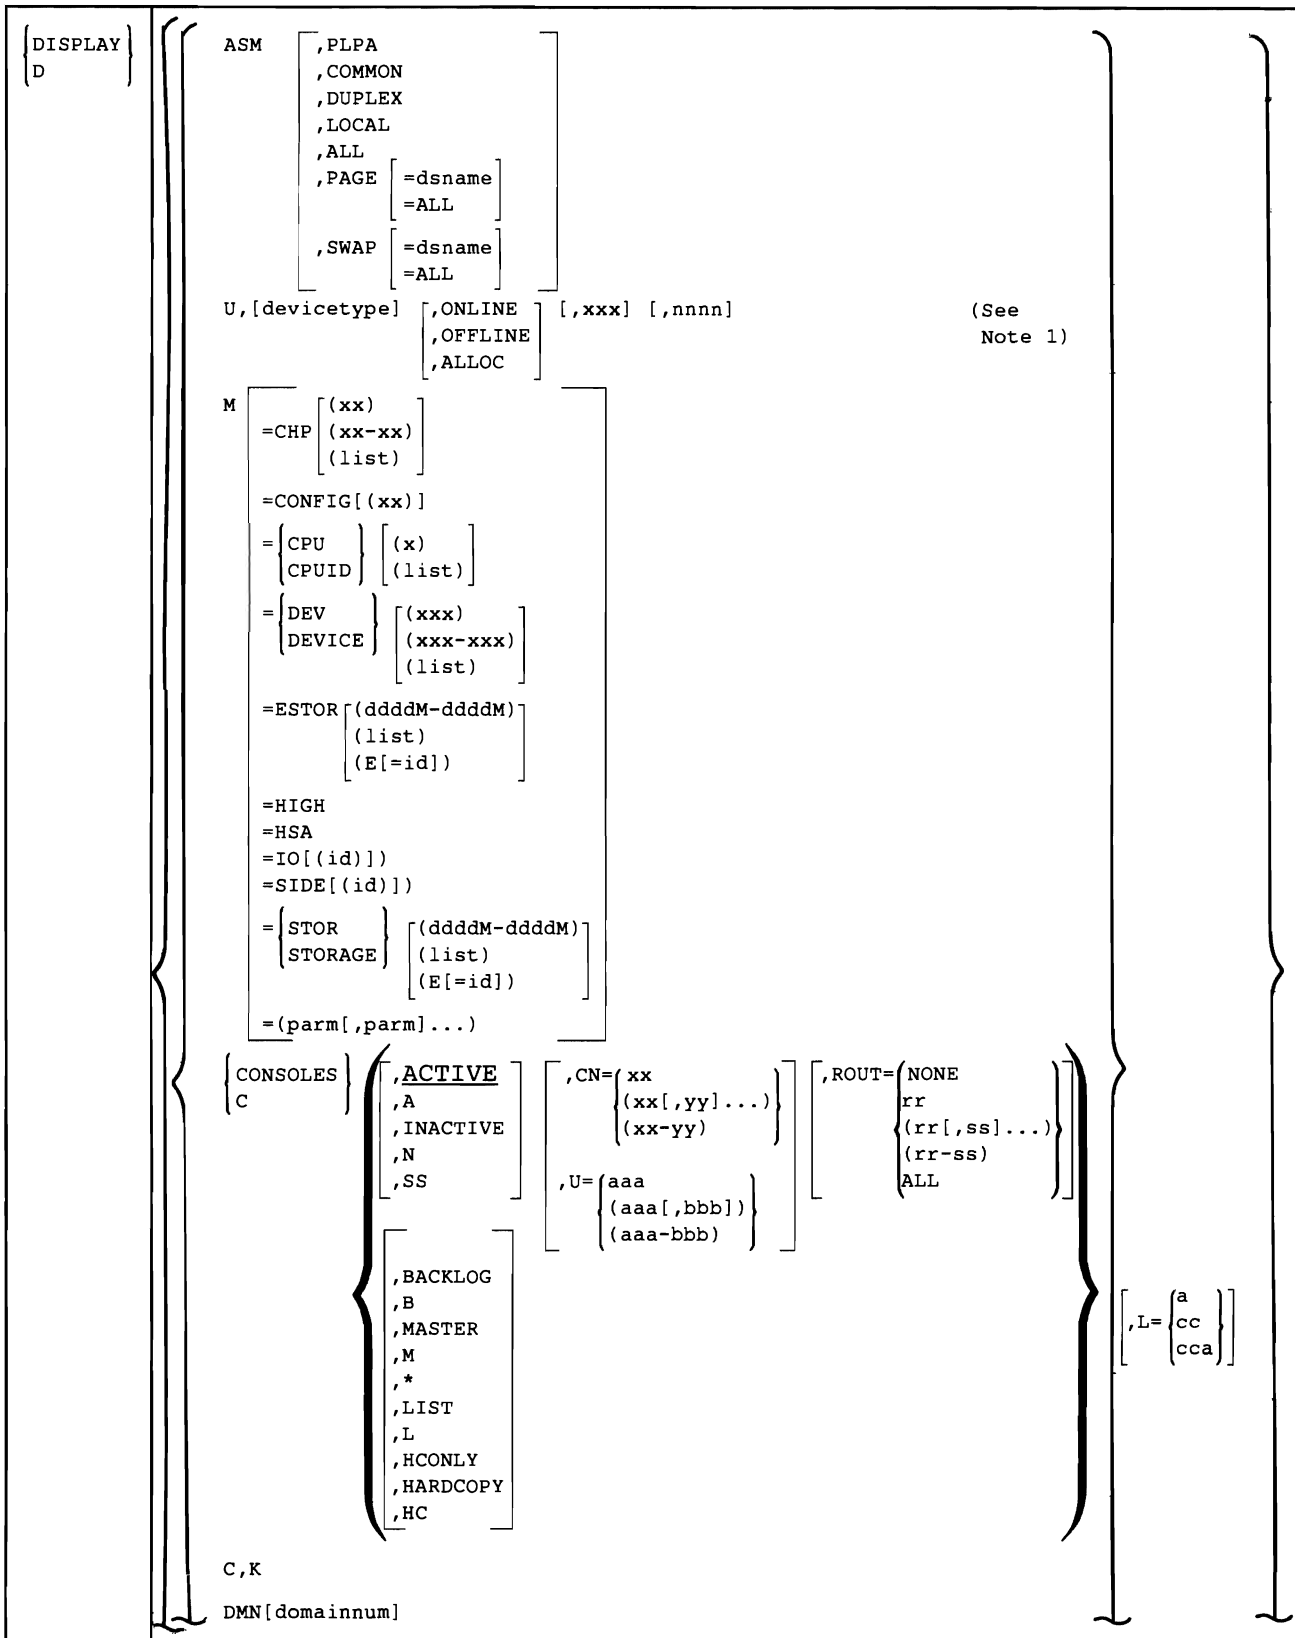 DISPLAY
D
ASM
,PLPA
,COMMON
,DUPLEX
,LOCAL
,ALL
,PAGE
=dsname
=ALL
,SWAP
=dsname
=ALL
U,[devicetype] [,ONLINE ,OFFLINE ,ALLOC] [,xxx] [,nnnn] (See Note 1)
M
=CHP
(xx)
(xx-xx)
(list)
=CONFIG[(xx)]
=
CPU
CPUID
(x)
(list)
=
DEV
DEVICE
(xxx)
(xxx-xxx)
(list)
=ESTOR
(ddddM-ddddM)
(list)
(E[=id])
=HIGH
=HSA
=IO[(id)])
=SIDE[(id)])
=
STOR
STORAGE
(ddddM-ddddM)
(list)
(E[=id])
=(parm[,parm]...)
CONSOLES
C
,ACTIVE
,A
,INACTIVE
,N
,SS
,CN=
xx
(xx[,yy]...)
(xx-yy)
,U=
aaa
(aaa[,bbb])
(aaa-bbb)
,ROUT=
NONE
rr
(rr[,ss]...)
(rr-ss)
ALL
,BACKLOG
,B
,MASTER
,M
,*
,LIST
,L
,HCONLY
,HARDCOPY
,HC
,L=
a
cc
cca
C,K
DMN[domainnum]